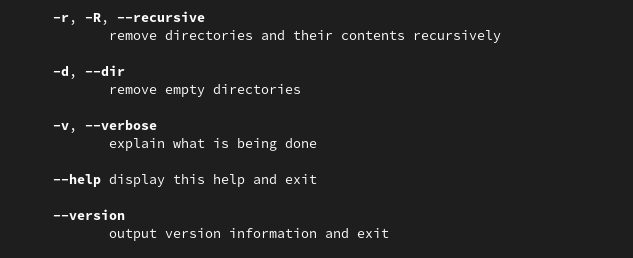 -r, -R, --recursive
remove directories and their contents recursively
-d, --dir
remove empty directories
-v, --verbose
explain what is being done
--help display this help and exit
--version
output version information and exit